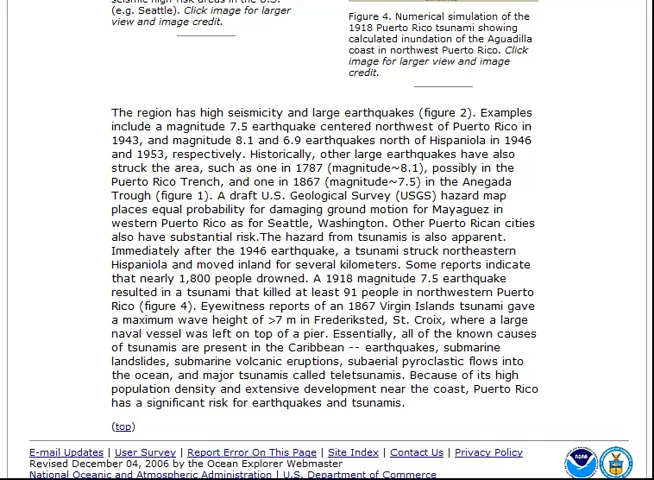 seismic high risk areas in the U.S.
(e.g. Seattle). Click image for larger
view and image credit.
Figure 4. Numerical simulation of the
1918 Puerto Rico tsunami showing
calculated inundation of the Aguadilla
coast in northwest Puerto Rico. Click
image for larger view and image
credit.
The region has high seismicity and large earthquakes (figure 2). Examples
include a magnitude 7.5 earthquake centered northwest of Puerto Rico in
1943, and magnitude 8.1 and 6.9 earthquakes north of Hispaniola in 1946
and 1953, respectively. Historically, other large earthquakes have also
struck the area, such as one in 1787 (magnitude~8.1), possibly in the
Puerto Rico Trench, and one in 1867 (magnitude~7.5) in the Anegada
Trough (figure 1). A draft U.S. Geological Survey (USGS) hazard map
places equal probability for damaging ground motion for Mayaguez in
western Puerto Rico as for Seattle, Washington. Other Puerto Rican cities
also have substantial risk.The hazard from tsunamis is also apparent.
Immediately after the 1946 earthquake, a tsunami struck northeastern
Hispaniola and moved inland for several kilometers. Some reports indicate
that nearly 1,800 people drowned. A 1918 magnitude 7.5 earthquake
resulted in a tsunami that killed at least 91 people in northwestern Puerto
Rico (figure 4). Eyewitness reports of an 1867 Virgin Islands tsunami gave
a maximum wave height of >7 m in Frederiksted, St. Croix, where a large
naval vessel was left on top of a pier. Essentially, all of the known causes
of tsunamis are present in the Caribbean -- earthquakes, submarine
landslides, submarine volcanic eruptions, subaerial pyroclastic flows into
the ocean, and major tsunamis called teletsunamis. Because of its high
population density and extensive development near the coast, Puerto Rico
has a significant risk for earthquakes and tsunamis.
(top)
E-mail Updates | User Survey | Report Error On This Page | Site Index | Contact Us | Privacy Policy
Revised December 04, 2006 by the Ocean Explorer Webmaster
National Oceanic and Atmospheric Administration | U.S. Department of Commerce